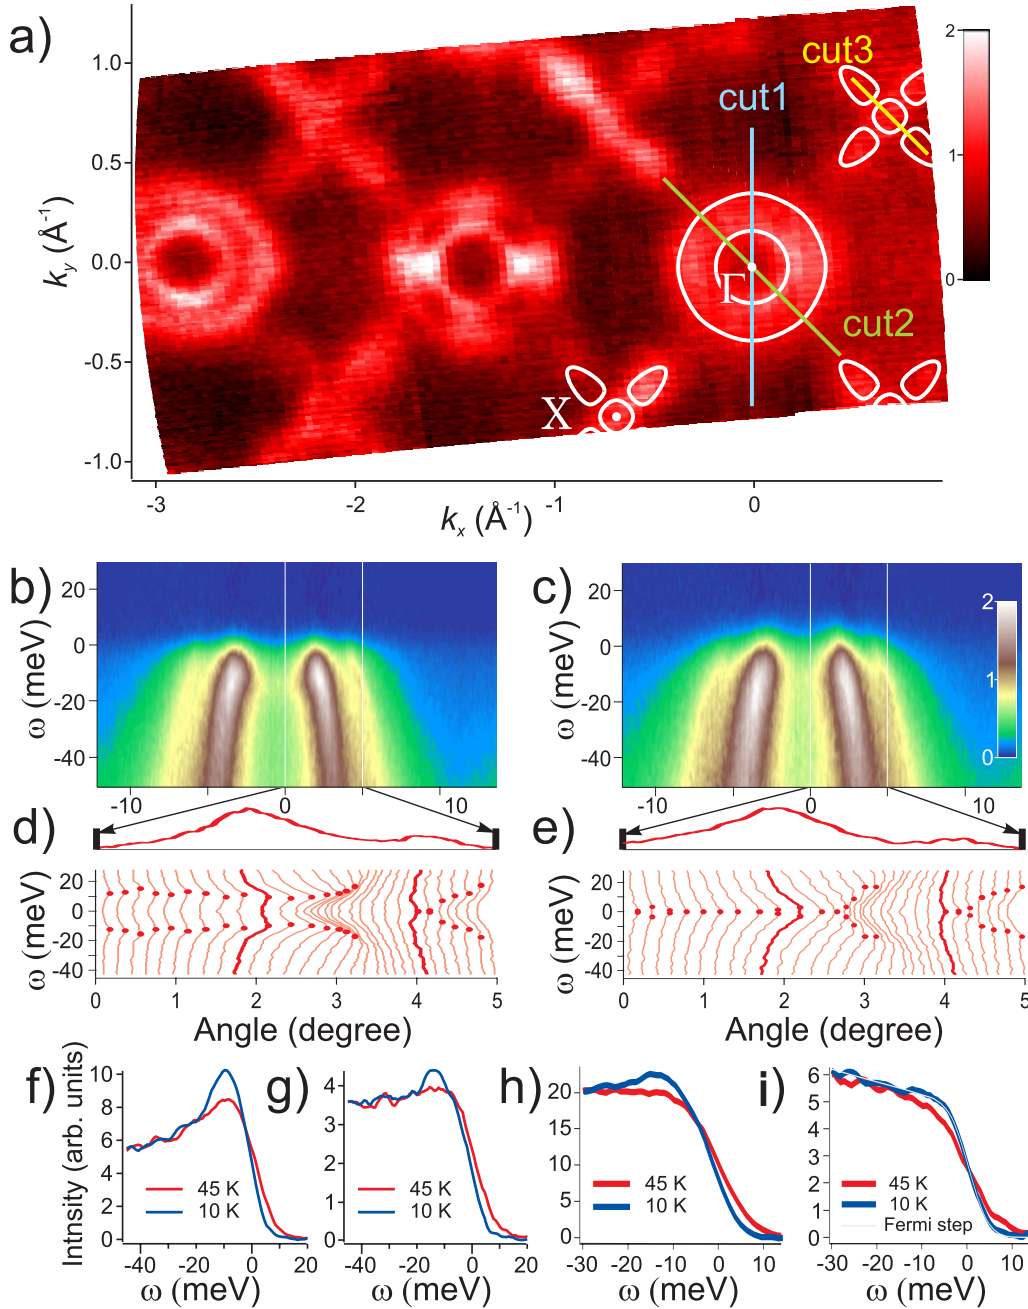 a)
2
1
0
1.0
0.5
0.0
-0.5
-1.0
k_y (Å⁻¹)
cut3
cut1
Γ
cut2
X
-3 -2 -1 0
k_x (Å⁻¹)
b)
20
0
-20
-40
ω (meV)
-10 0 10
c)
20
0
-20
-40
ω (meV)
2
1
0
-10 0 10
d)
20
0
-20
-40
ω (meV)
0 1 2 3 4 5
Angle (degree)
e)
20
0
-20
-40
ω (meV)
0 1 2 3 4 5
Angle (degree)
f)
10
8
6
4
2
0
Intnsity (arb. units)
45 K
10 K
-40 -20 0 20
ω (meV)
g)
4
3
2
1
0
45 K
10 K
-40 -20 0 20
ω (meV)
h)
20
15
10
5
0
45 K
10 K
-30 -20 -10 0 10
ω (meV)
i)
6
5
4
3
2
1
0
45 K
10 K
Fermi step
-30 -20 -10 0 10
ω (meV)